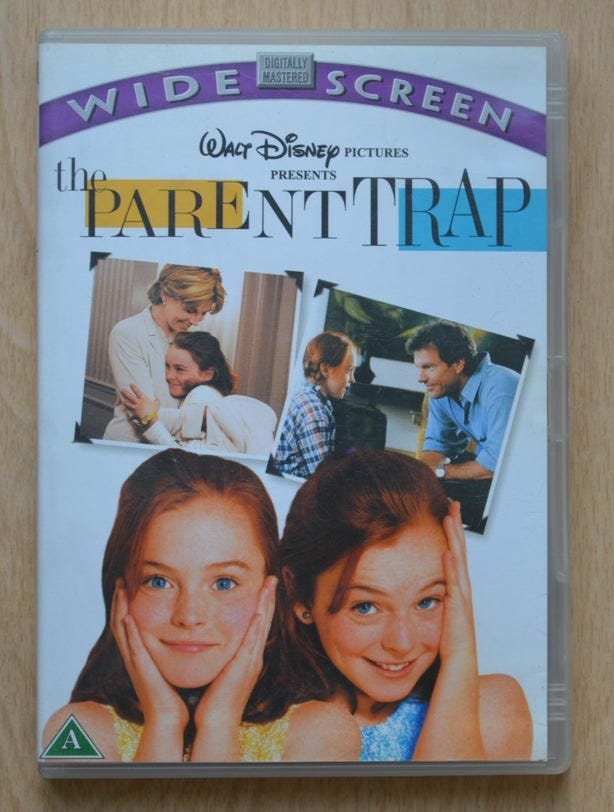 WIDE DIGITALLY SCREEN
MASTERED
WALT DISNEY PICTURES
PRESENTS
the
PARENT TRAP
A